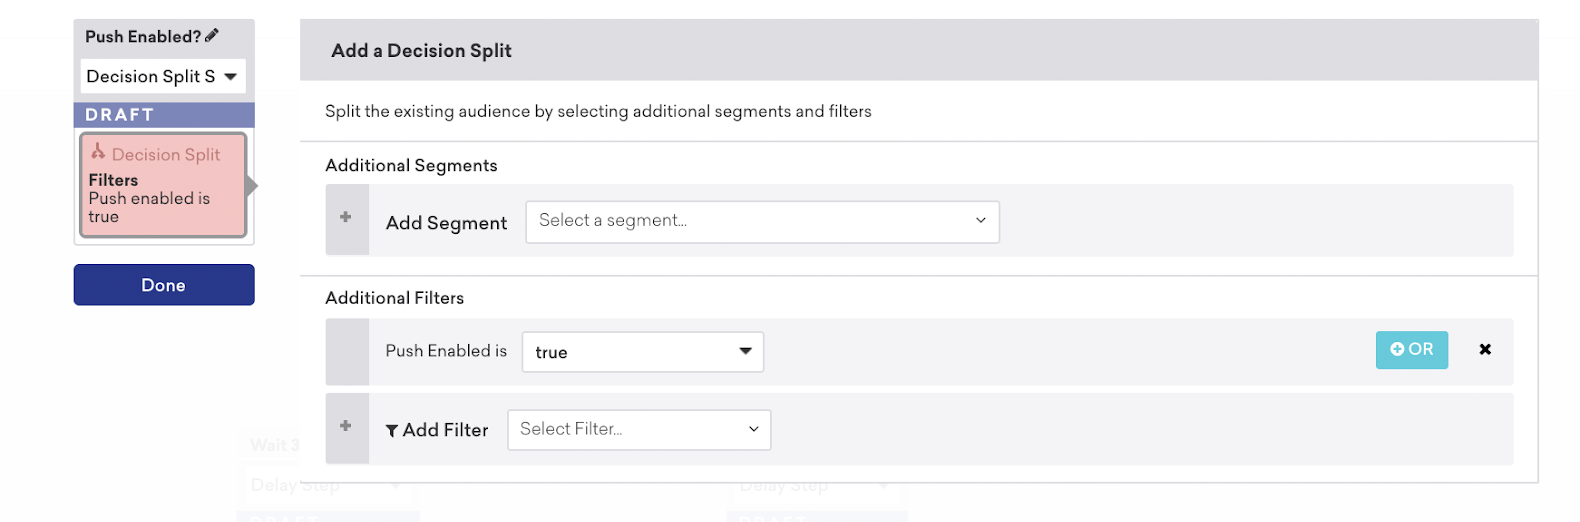 Push Enabled?
Decision Split S
DRAFT
Decision Split
Filters
Push enabled is
true
Done
Add a Decision Split
Split the existing audience by selecting additional segments and filters
Additional Segments
Add Segment Select a segment...
Additional Filters
Push Enabled is true OR
Add Filter Select Filter...
Wait 3
Delay Step Delay Step
DRAFT DRAFT